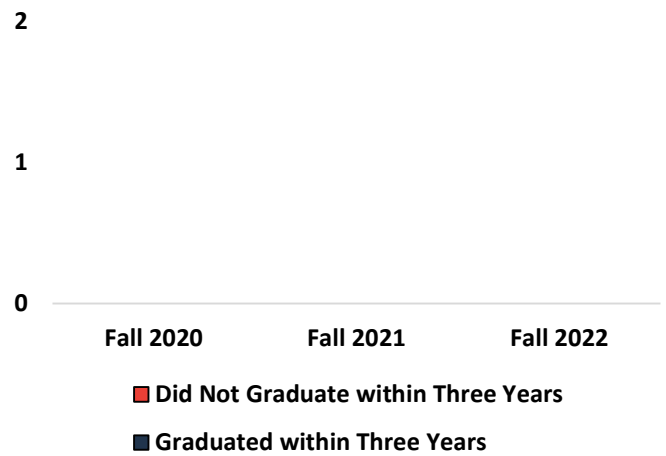 2
1
0
Fall 2020 Fall 2021 Fall 2022
Did Not Graduate within Three Years
Graduated within Three Years